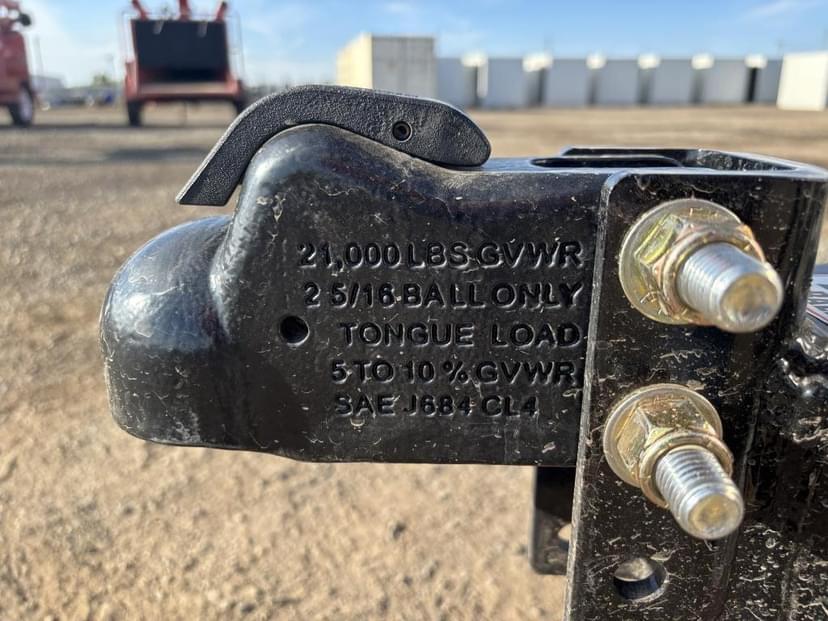 21,000 LBS GVWR
2 5/16 BALL ONLY
TONGUE LOAD
5 TO 10 % GVWR
SAE J684 CL4